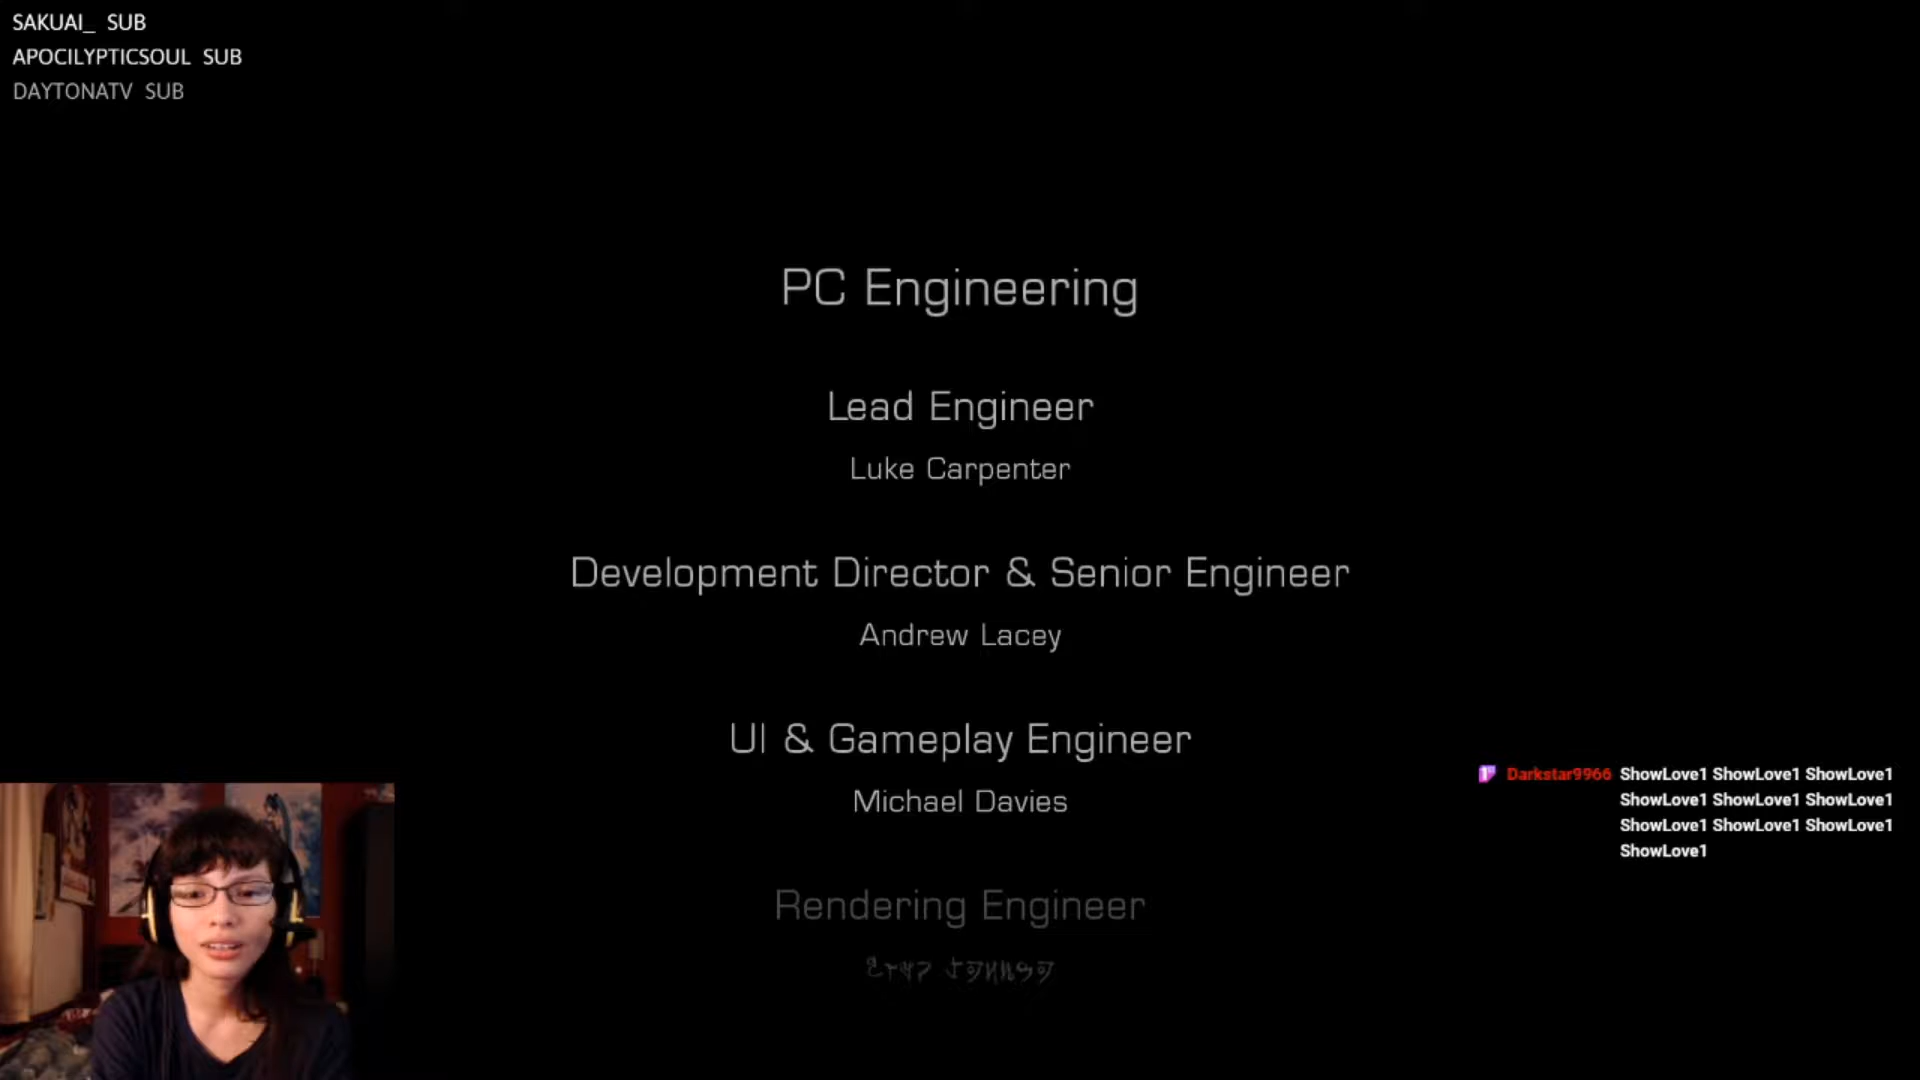 SAKUAI_ SUB
APOCILYPTICSOUL SUB
DAYTONATV SUB
PC Engineering
Lead Engineer
Luke Carpenter
Development Director & Senior Engineer
Andrew Lacey
UI & Gameplay Engineer
Michael Davies
Rendering Engineer
Darkstar9966 ShowLove1 ShowLove1 ShowLove1
ShowLove1 ShowLove1 ShowLove1
ShowLove1 ShowLove1 ShowLove1
ShowLove1